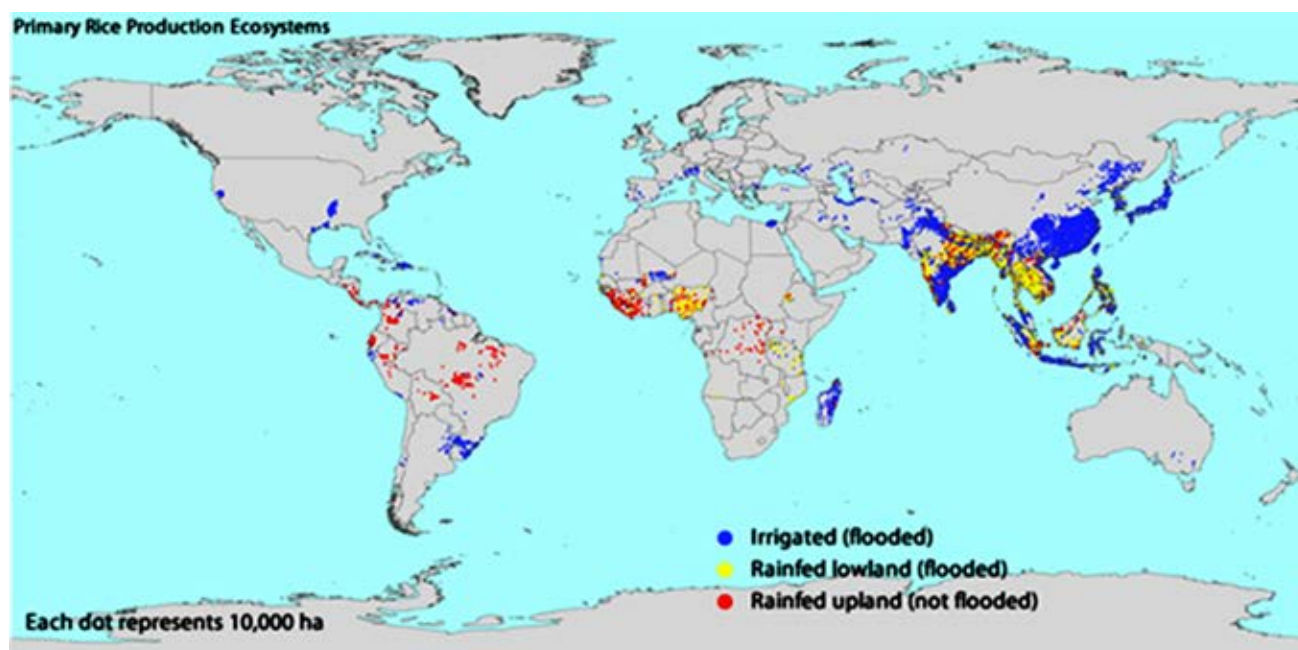 Primary Rice Production Ecosystems
Irrigated (flooded)
Rainfed lowland (flooded)
Rainfed upland (not flooded)
Each dot represents 10,000 ha